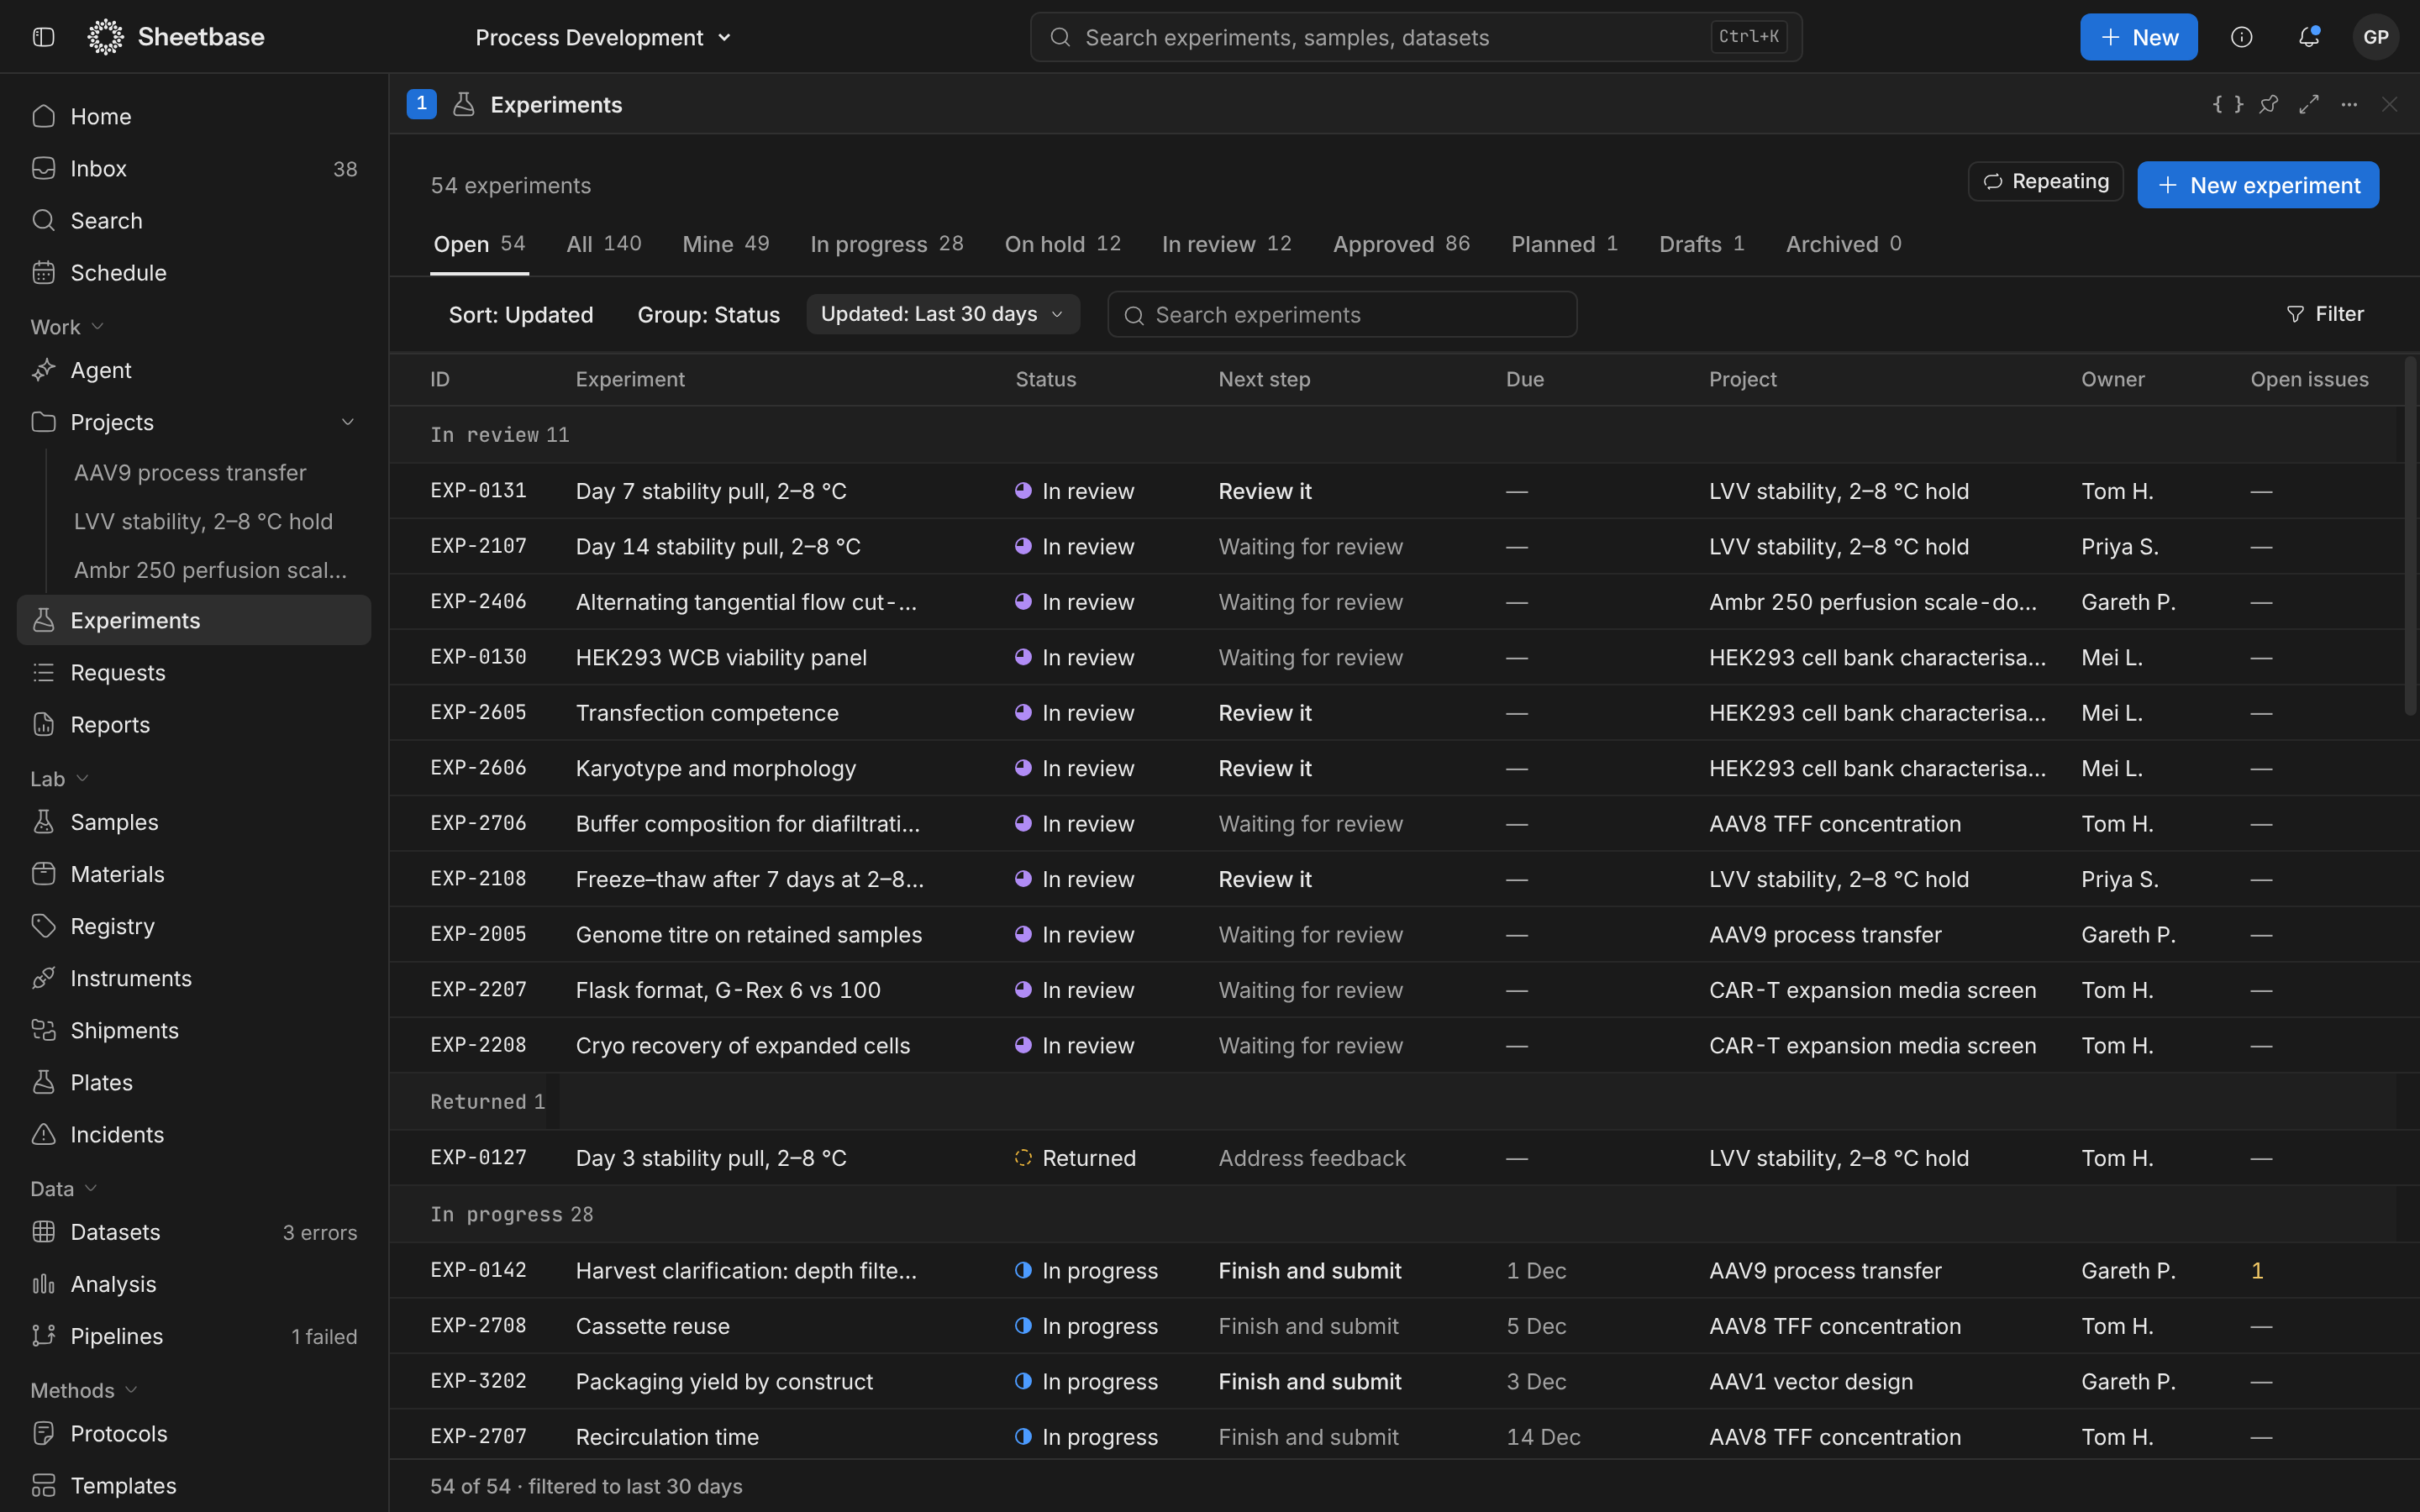 Sheetbase
Process Development
Search experiments, samples, datasets
Ctrl+K
+ New
GP
Home
Inbox 38
Search
Schedule
Work
Agent
Projects
AAV9 process transfer
LVV stability, 2–8 °C hold
Ambr 250 perfusion scal...
Experiments
Requests
Reports
Lab
Samples
Materials
Registry
Instruments
Shipments
Plates
Incidents
Data
Datasets 3 errors
Analysis
Pipelines 1 failed
Methods
Protocols
Templates
1 Experiments
{ }
54 experiments
Repeating
+ New experiment
Open 54 All 140 Mine 49 In progress 28 On hold 12 In review 12 Approved 86 Planned 1 Drafts 1 Archived 0
Sort: Updated Group: Status Updated: Last 30 days Search experiments Filter
ID Experiment Status Next step Due Project Owner Open issues
In review 11
EXP-0131 Day 7 stability pull, 2–8 °C In review Review it — LVV stability, 2–8 °C hold Tom H. —
EXP-2107 Day 14 stability pull, 2–8 °C In review Waiting for review — LVV stability, 2–8 °C hold Priya S. —
EXP-2406 Alternating tangential flow cut-... In review Waiting for review — Ambr 250 perfusion scale-do... Gareth P. —
EXP-0130 HEK293 WCB viability panel In review Waiting for review — HEK293 cell bank characterisa... Mei L. —
EXP-2605 Transfection competence In review Review it — HEK293 cell bank characterisa... Mei L. —
EXP-2606 Karyotype and morphology In review Review it — HEK293 cell bank characterisa... Mei L. —
EXP-2706 Buffer composition for diafiltrati... In review Waiting for review — AAV8 TFF concentration Tom H. —
EXP-2108 Freeze–thaw after 7 days at 2–8... In review Review it — LVV stability, 2–8 °C hold Priya S. —
EXP-2005 Genome titre on retained samples In review Waiting for review — AAV9 process transfer Gareth P. —
EXP-2207 Flask format, G-Rex 6 vs 100 In review Waiting for review — CAR-T expansion media screen Tom H. —
EXP-2208 Cryo recovery of expanded cells In review Waiting for review — CAR-T expansion media screen Tom H. —
Returned 1
EXP-0127 Day 3 stability pull, 2–8 °C Returned Address feedback — LVV stability, 2–8 °C hold Tom H. —
In progress 28
EXP-0142 Harvest clarification: depth filte... In progress Finish and submit 1 Dec AAV9 process transfer Gareth P. 1
EXP-2708 Cassette reuse In progress Finish and submit 5 Dec AAV8 TFF concentration Tom H. —
EXP-3202 Packaging yield by construct In progress Finish and submit 3 Dec AAV1 vector design Gareth P. —
EXP-2707 Recirculation time In progress Finish and submit 14 Dec AAV8 TFF concentration Tom H. —
54 of 54 · filtered to last 30 days